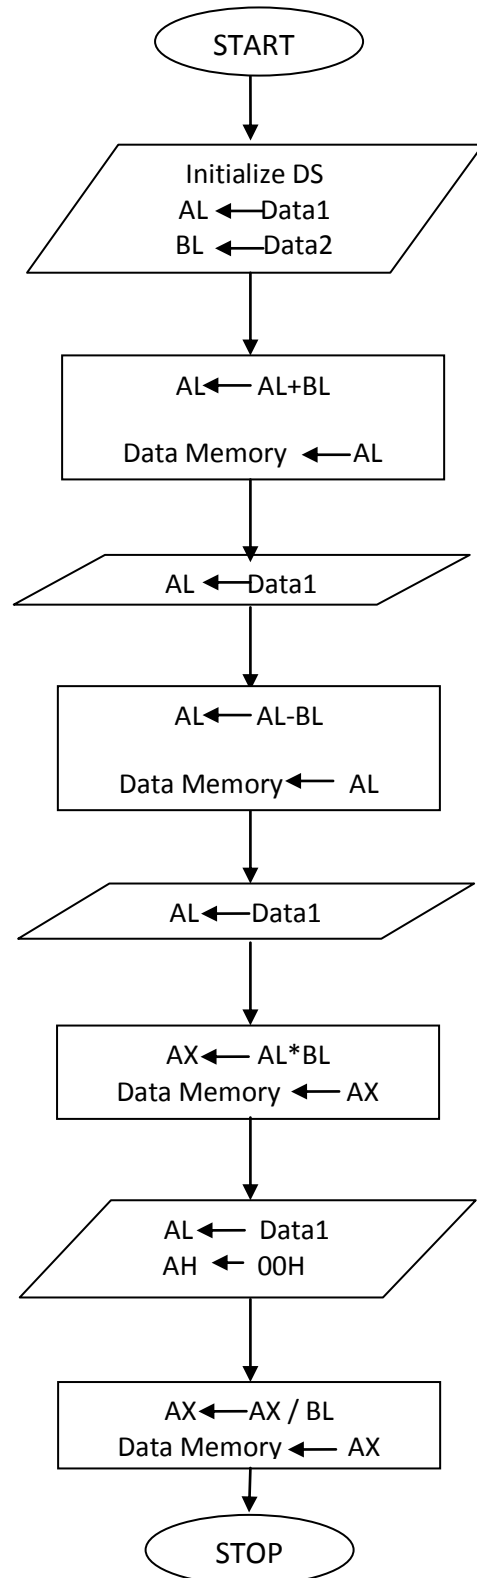 START
Initialize DS
AL ← Data1
BL ← Data2
AL ← AL+BL
Data Memory ← AL
AL ← Data1
AL ← AL-BL
Data Memory ← AL
AL ← Data1
AX ← AL*BL
Data Memory ← AX
AL ← Data1
AH ← 00H
AX ← AX / BL
Data Memory ← AX
STOP